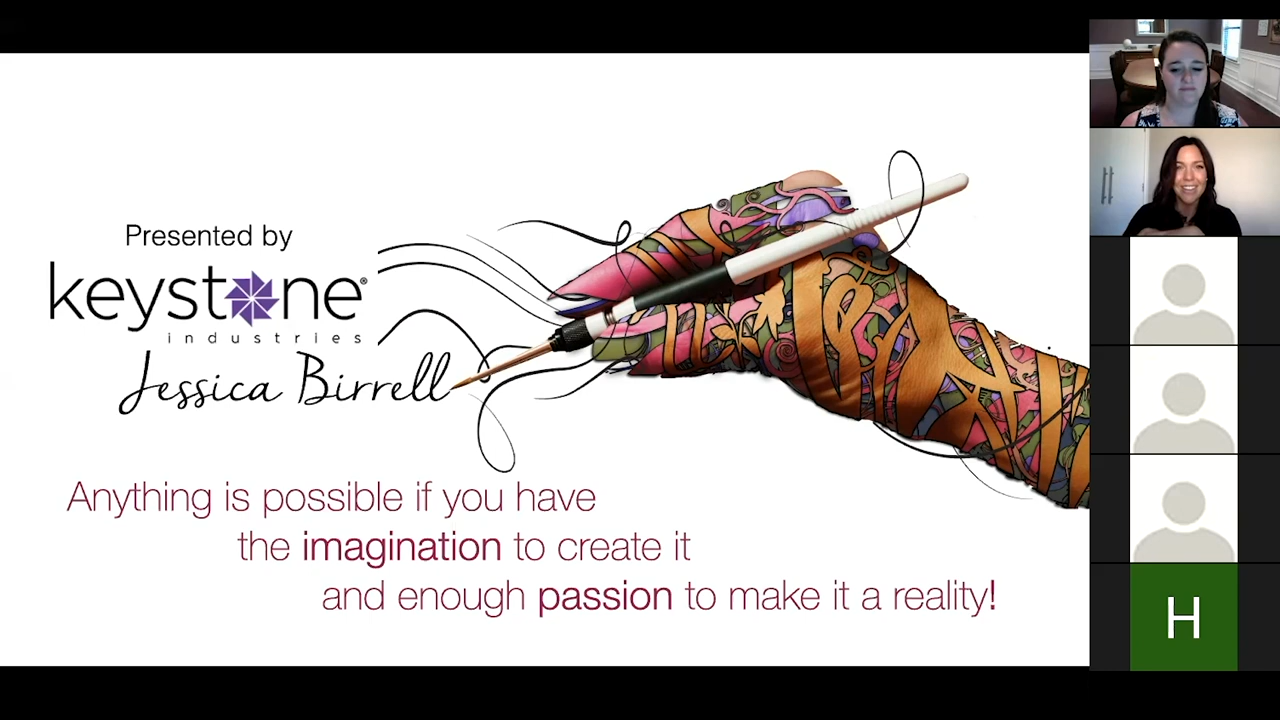 Presented by
keystone®
industries
Jessica Birrell
Anything is possible if you have
the imagination to create it
and enough passion to make it a reality!
H